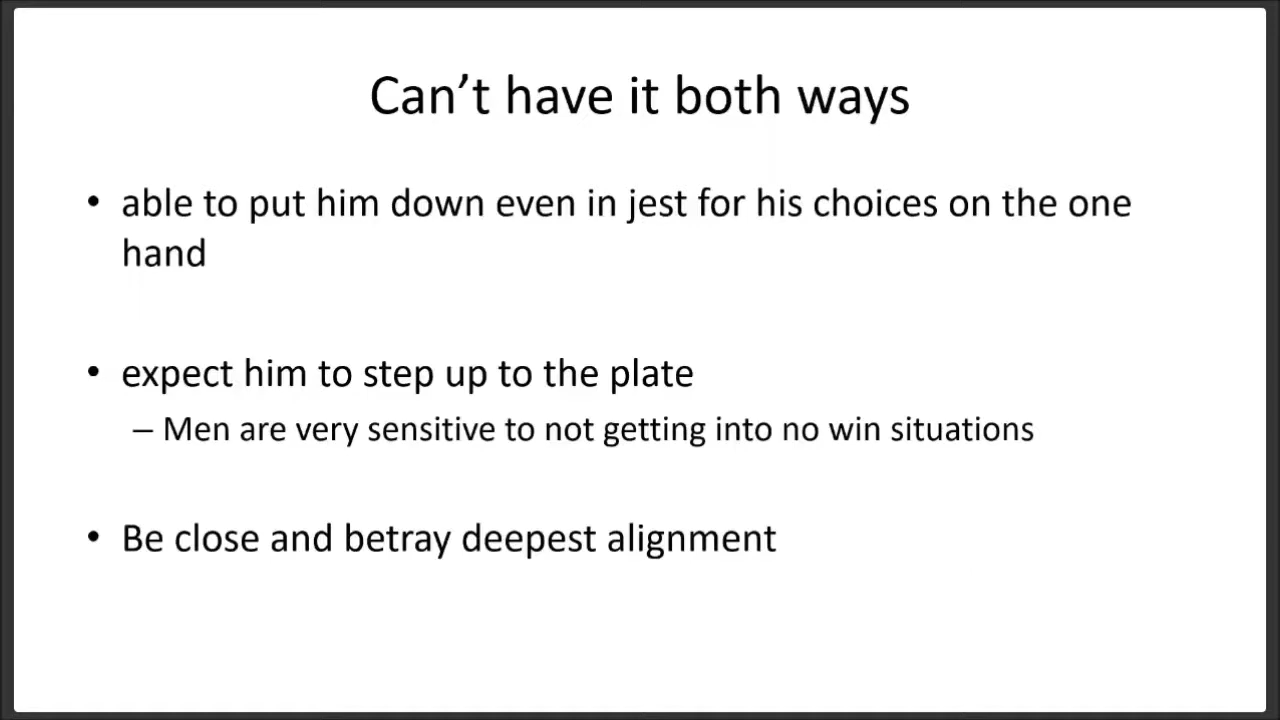 Can’t have it both ways
• able to put him down even in jest for his choices on the one
hand
• expect him to step up to the plate
– Men are very sensitive to not getting into no win situations
• Be close and betray deepest alignment